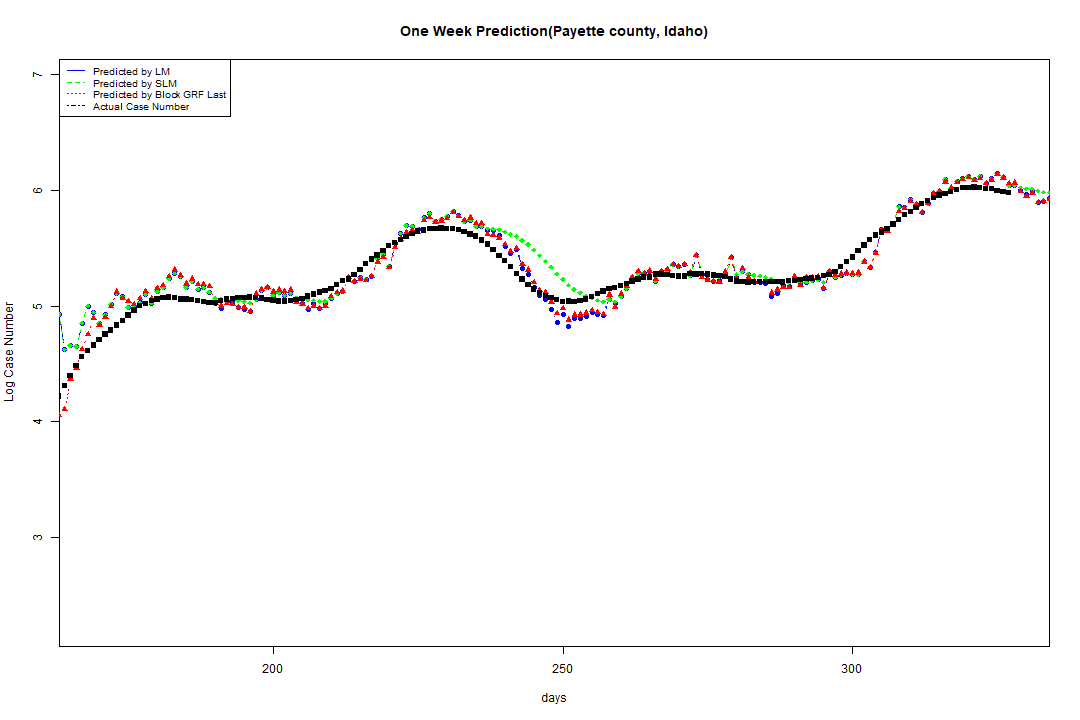 One Week Prediction(Payette county, Idaho)
Predicted by LM
Predicted by SLM
Predicted by Block GRF Last
Actual Case Number
7
6
5
4
3
Log Case Number
200 250 300
days